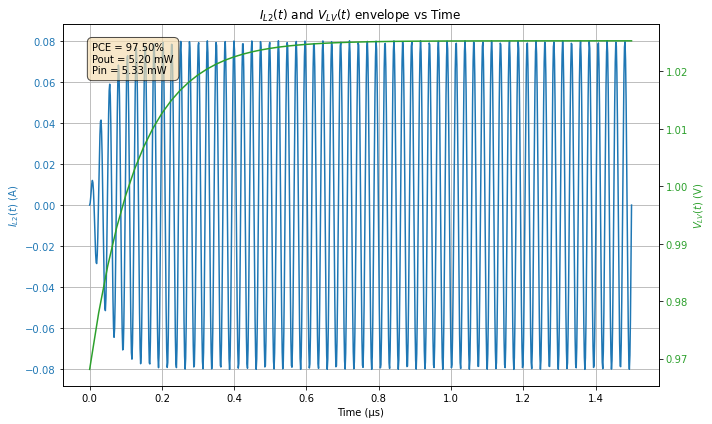 I_{L2}(t) and V_{LV}(t) envelope vs Time
PCE = 97.50%
Pout = 5.20 mW
Pin = 5.33 mW
I_{L2}(t) (A)
0.08
0.06
0.04
0.02
0.00
−0.02
−0.04
−0.06
−0.08
1.02
1.01
1.00
0.99
0.98
0.97
V_{LV}(t) (V)
0.0 0.2 0.4 0.6 0.8 1.0 1.2 1.4
Time (μs)